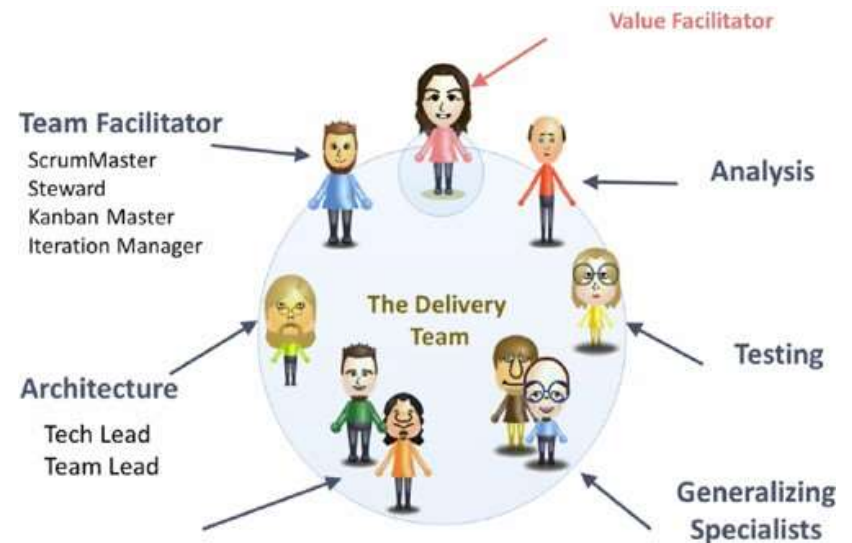 Value Facilitator
Team Facilitator
ScrumMaster
Steward
Kanban Master
Iteration Manager
Analysis
The Delivery
Team
Testing
Architecture
Tech Lead
Team Lead
Generalizing
Specialists